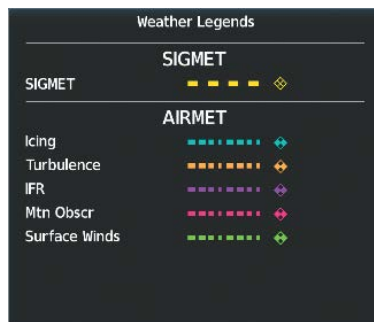 Weather Legends
SIGMET
SIGMET
AIRMET
Icing
Turbulence
IFR
Mtn Obscr
Surface Winds